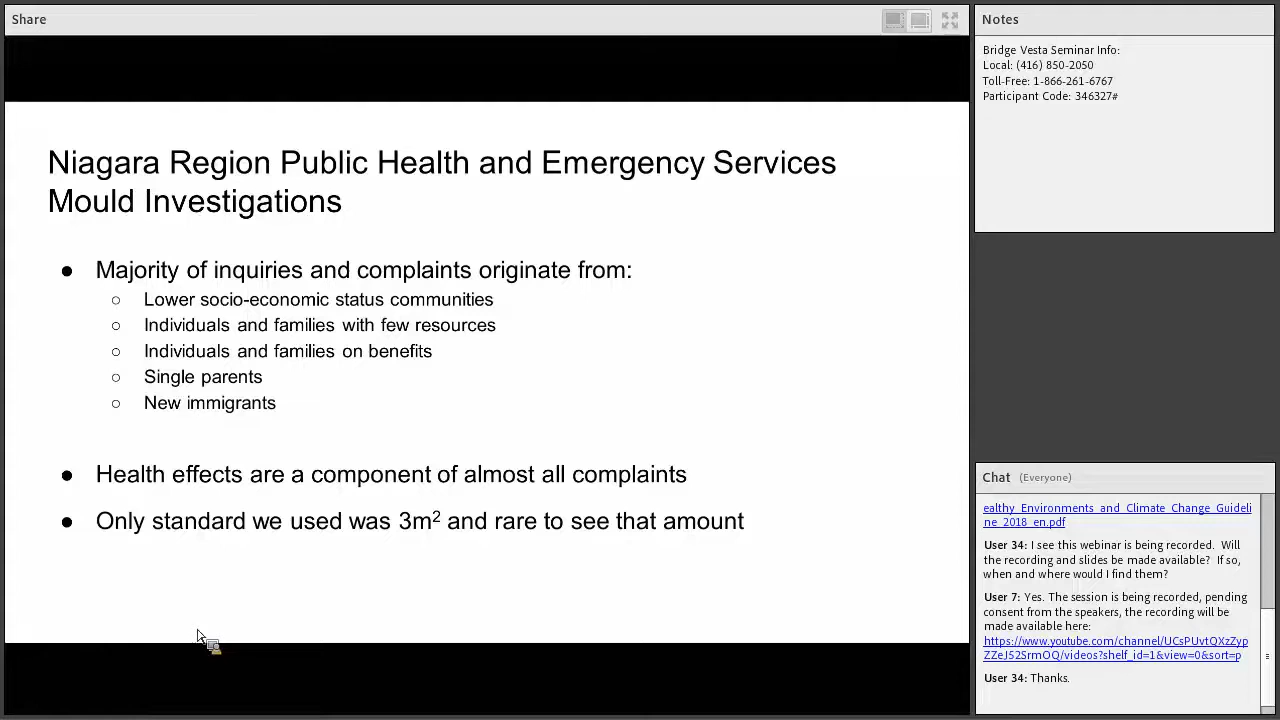 Share
Niagara Region Public Health and Emergency Services
Mould Investigations
● Majority of inquiries and complaints originate from:
○ Lower socio-economic status communities
○ Individuals and families with few resources
○ Individuals and families on benefits
○ Single parents
○ New immigrants
● Health effects are a component of almost all complaints
● Only standard we used was 3m² and rare to see that amount
Notes
Bridge Vesta Seminar Info:
Local: (416) 850-2050
Toll-Free: 1-866-261-6767
Participant Code: 346327#
Chat (Everyone)
ealthy_Environments_and_Climate_Change_Guideli
ne_2018_en.pdf
User 34: I see this webinar is being recorded. Will
the recording and slides be made available? If so,
when and where would I find them?
User 7: Yes. The session is being recorded, pending
consent from the speakers, the recording will be
made available here:
https://www.youtube.com/channel/UCsPUvtQXzZyp
ZZeJ52SrmOQ/videos?shelf_id=1&view=0&sort=p
User 34: Thanks.